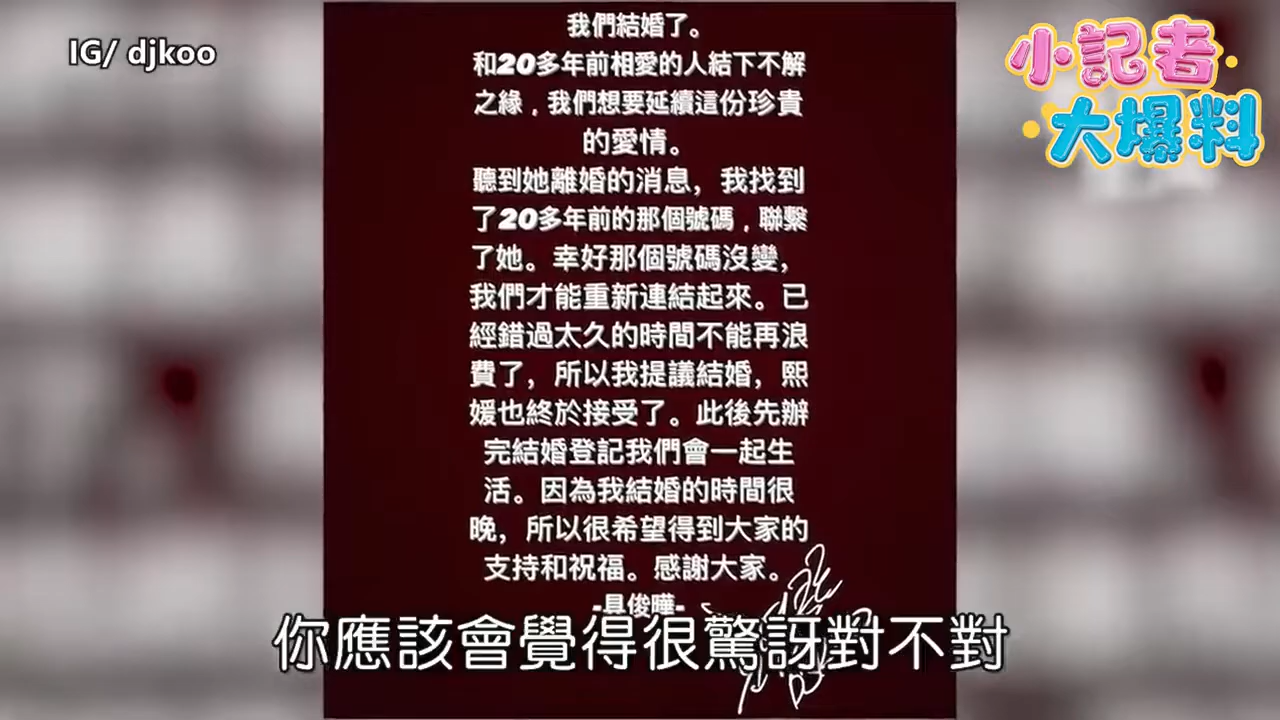 IG/ djkoo
小記者
大爆料
我們結婚了。
和20多年前相愛的人結下不解
之緣，我們想要延續這份珍貴
的愛情。
聽到她離婚的消息，我找到
了20多年前的那個號碼，聯繫
了她。幸好那個號碼沒變，
我們才能重新連結起來。已
經錯過太久的時間不能再浪
費了，所以我提議結婚，熙
媛也終於接受了。此後先辦
完結婚登記我們會一起生
活。因為我結婚的時間很
晚，所以很希望得到大家的
支持和祝福。感謝大家。
-具俊曄-
你應該會覺得很驚訝對不對